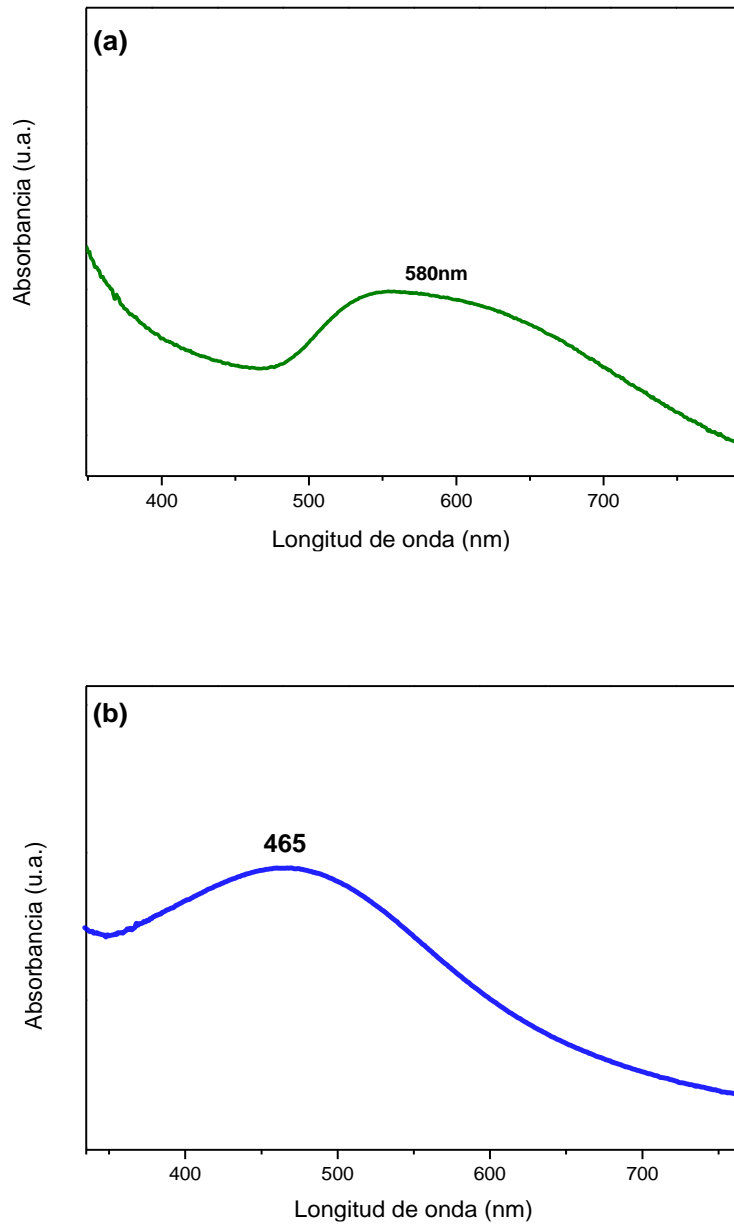 (a)
Absorbancia (u.a.)
580nm
400 500 600 700
Longitud de onda (nm)
(b)
Absorbancia (u.a.)
465
400 500 600 700
Longitud de onda (nm)